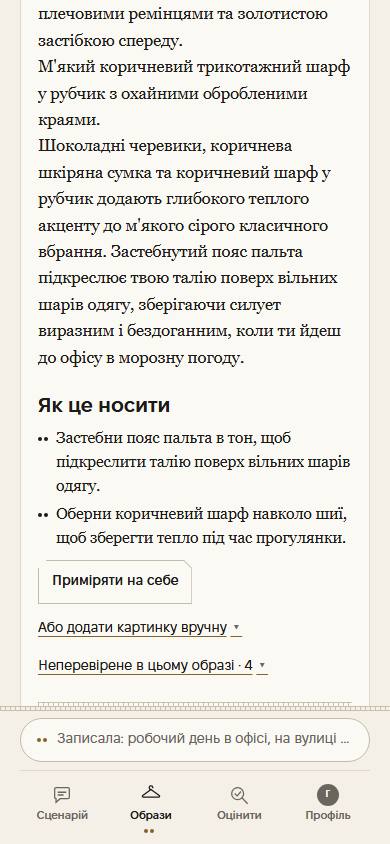 плечовими ремінцями та золотистою
застібкою спереду.
М'який коричневий трикотажний шарф
у рубчик з охайними обробленими
краями.
Шоколадні черевики, коричнева
шкіряна сумка та коричневий шарф у
рубчик додають глибокого теплого
акценту до м'якого сірого класичного
вбрання. Застебнутий пояс пальта
підкреслює твою талію поверх вільних
шарів одягу, зберігаючи силует
виразним і бездоганним, коли ти йдеш
до офісу в морозну погоду.
Як це носити
Застебни пояс пальта в тон, щоб
підкреслити талію поверх вільних шарів
одягу.
Оберни коричневий шарф навколо шиї,
щоб зберегти тепло під час прогулянки.
Приміряти на себе
Або додати картинку вручну
Неперевірене в цьому образі · 4
Записала: робочий день в офісі, на вулиці ...
Сценарій Образи Оцінити Г Профіль